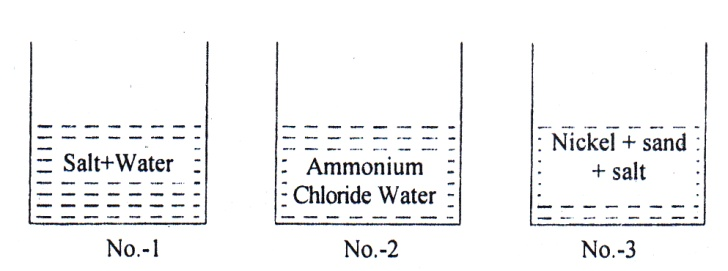 Salt+Water
Ammonium
Chloride Water
Nickel + sand
+ salt
No.-1
No.-2
No.-3